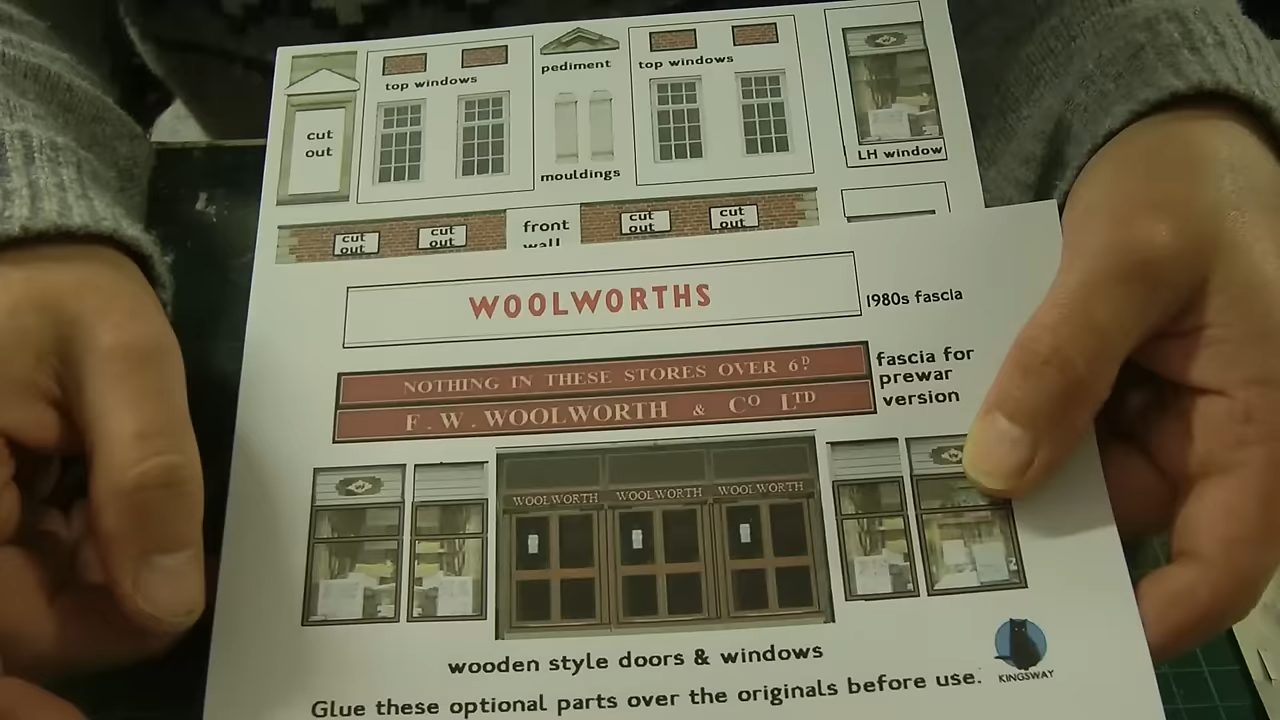 top windows
pediment
top windows
cut
out
mouldings
LH window
cut
out
cut
out
front
wall
cut
out
cut
out
WOOLWORTHS
1980s fascia
NOTHING IN THESE STORES OVER 6D
F. W. WOOLWORTH & CO LTD
fascia for
prewar
version
WOOLWORTH WOOLWORTH WOOLWORTH
wooden style doors & windows
Glue these optional parts over the originals before use.
KINGSWAY